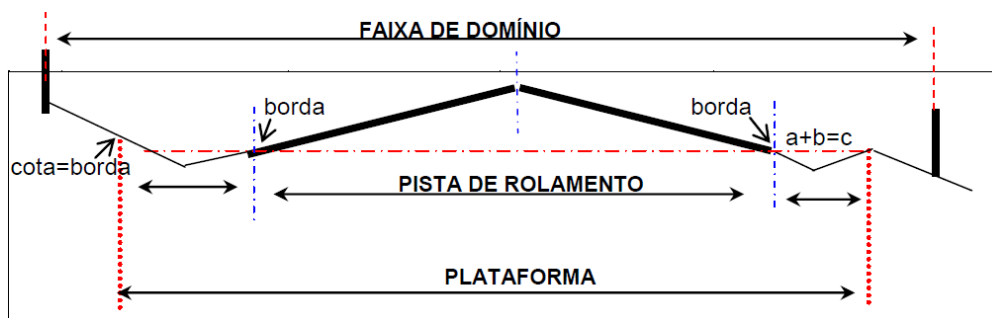 FAIXA DE DOMÍNIO
borda
borda
a+b=c
cota=borda
PISTA DE ROLAMENTO
PLATAFORMA